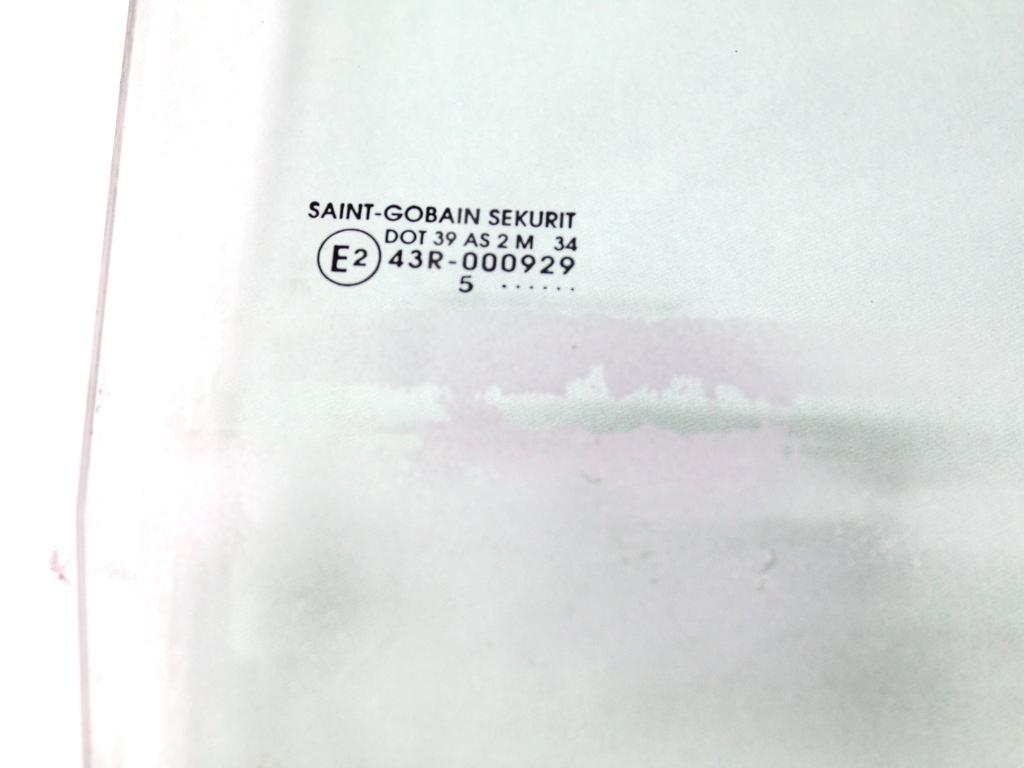 SAINT-GOBAIN SEKURIT
DOT 39 AS 2 M 34
E2 43R-000929
5 ......